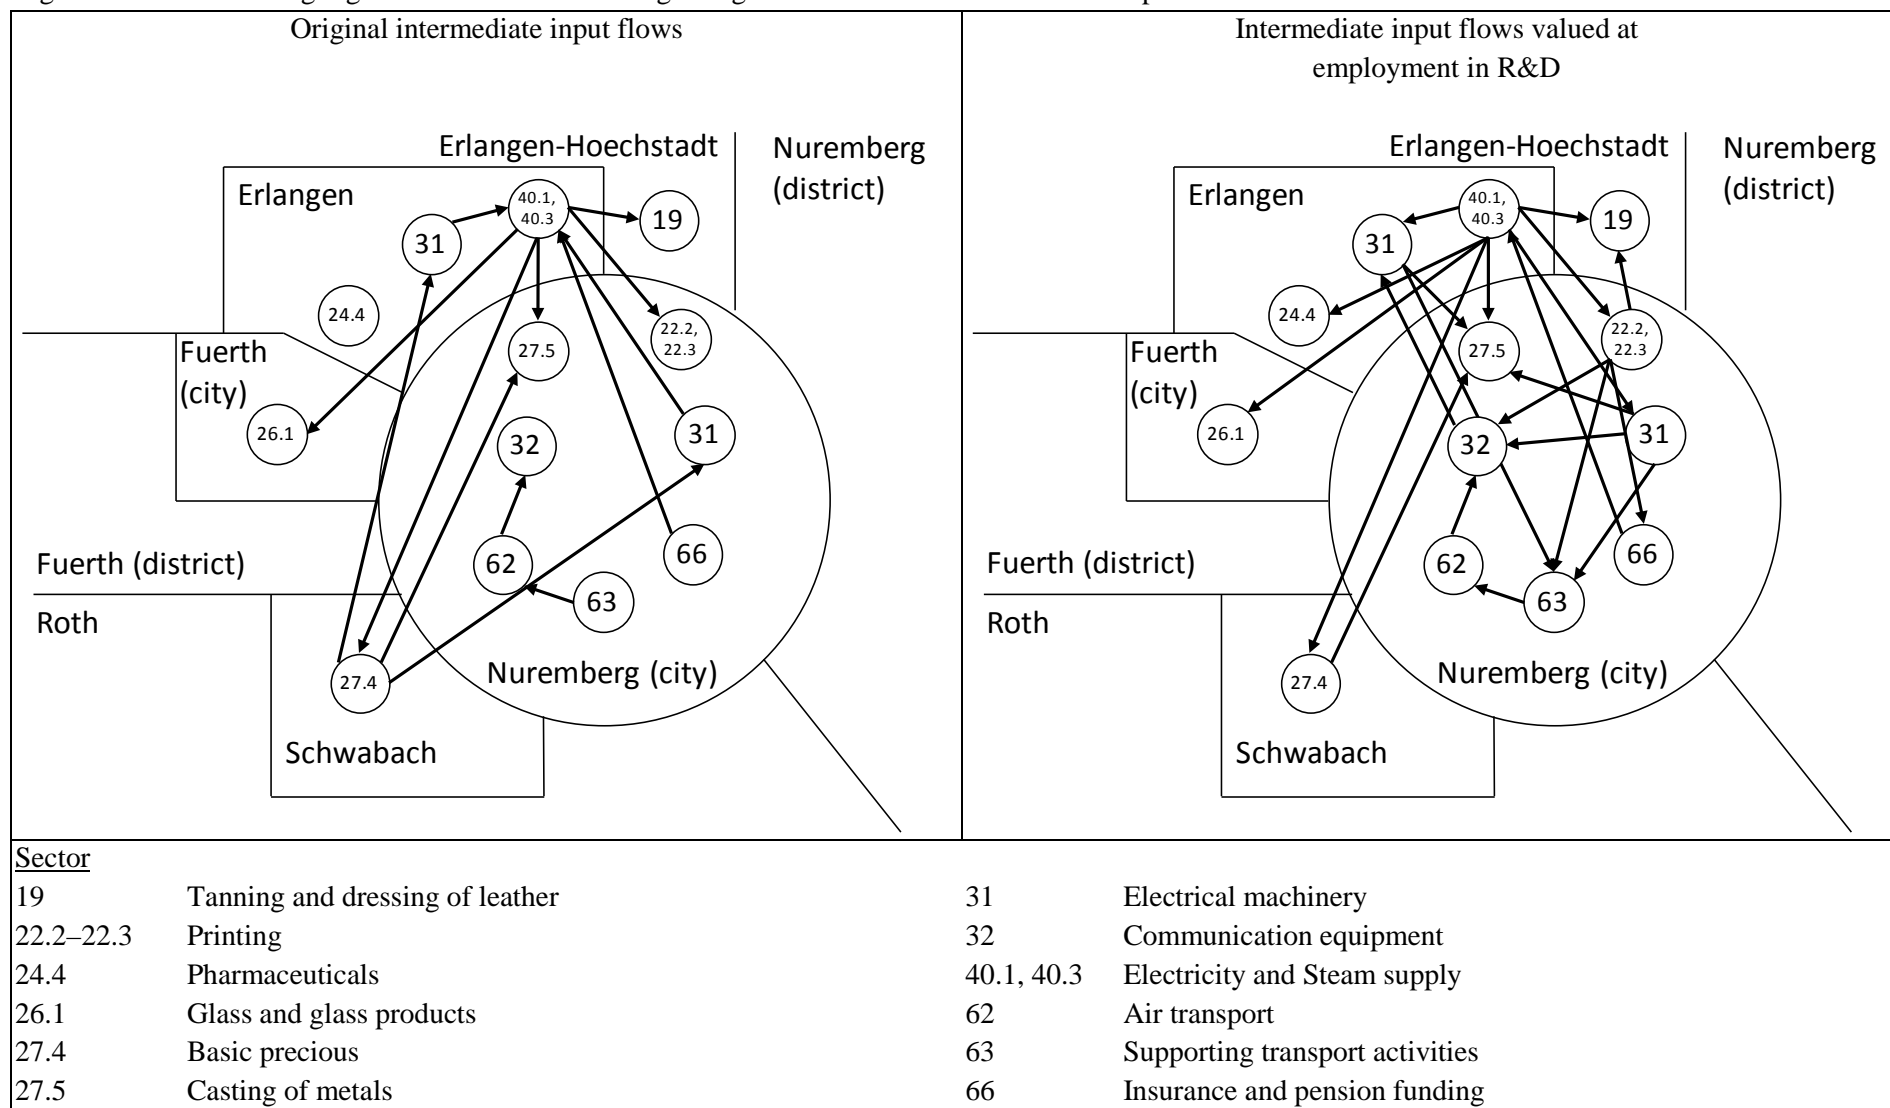 Original intermediate input flows
Erlangen-Hoechstadt
Nuremberg
(district)
Erlangen
40.1,
40.3
19
31
24.4
22.2,
22.3
Fuerth
(city)
27.5
26.1
32
31
62
66
63
Fuerth (district)
Roth
27.4
Nuremberg (city)
Schwabach
Intermediate input flows valued at
employment in R&D
Erlangen-Hoechstadt
Nuremberg
(district)
Erlangen
40.1,
40.3
19
31
24.4
22.2,
22.3
Fuerth
(city)
27.5
26.1
32
31
62
66
63
Fuerth (district)
Roth
27.4
Nuremberg (city)
Schwabach
Sector
19 Tanning and dressing of leather
22.2–22.3 Printing
24.4 Pharmaceuticals
26.1 Glass and glass products
27.4 Basic precious
27.5 Casting of metals
31 Electrical machinery
32 Communication equipment
40.1, 40.3 Electricity and Steam supply
62 Air transport
63 Supporting transport activities
66 Insurance and pension funding